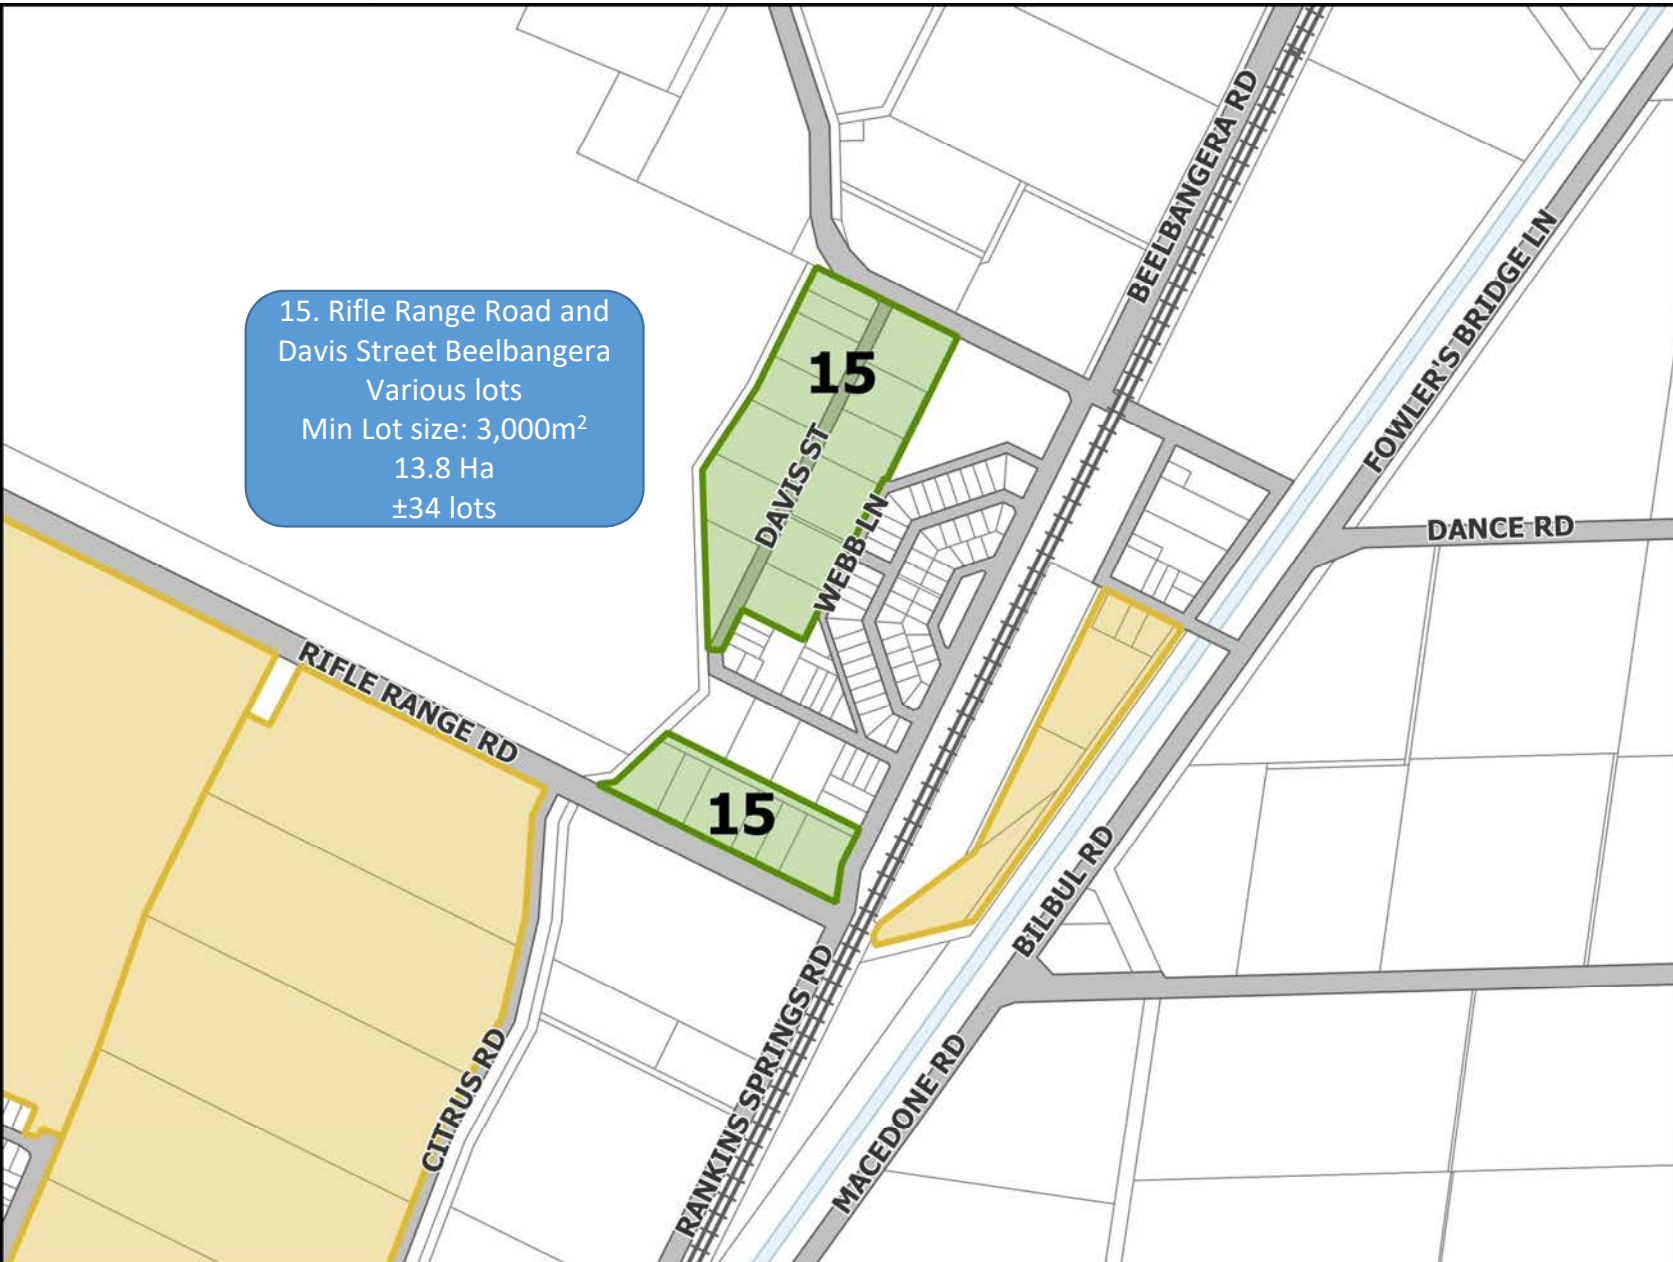 BEELBANGERA RD
FOWLER'S BRIDGE LN
15. Rifle Range Road and
Davis Street Beelbangera
Various lots
Min Lot size: 3,000m²
13.8 Ha
±34 lots
15
DAVIS ST
WEBB LN
DANCE RD
RIFLE RANGE RD
15
BILBUL RD
RANKINS SPRINGS RD
CITRUS RD
MACEDONE RD